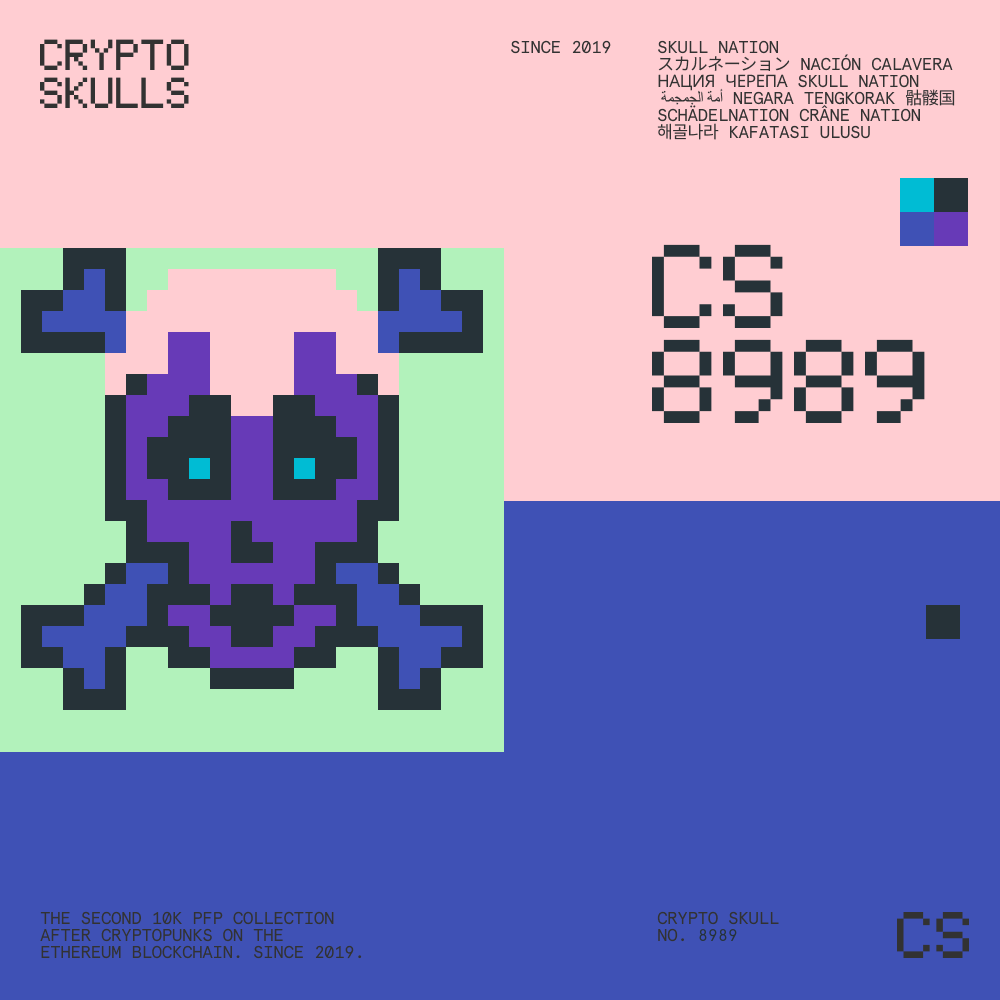 CRYPTO
SKULLS
SINCE 2019
SKULL NATION
スカルネーション NACIÓN CALAVERA
НАЦИЯ ЧЕРЕПА SKULL NATION
أمة الجمجمة NEGARA TENGKORAK 骷髅国
SCHÄDELNATION CRÂNE NATION
해골나라 KAFATASI ULUSU
CS
8989
THE SECOND 10K PFP COLLECTION
AFTER CRYPTOPUNKS ON THE
ETHEREUM BLOCKCHAIN. SINCE 2019.
CRYPTO SKULL
NO. 8989
CS